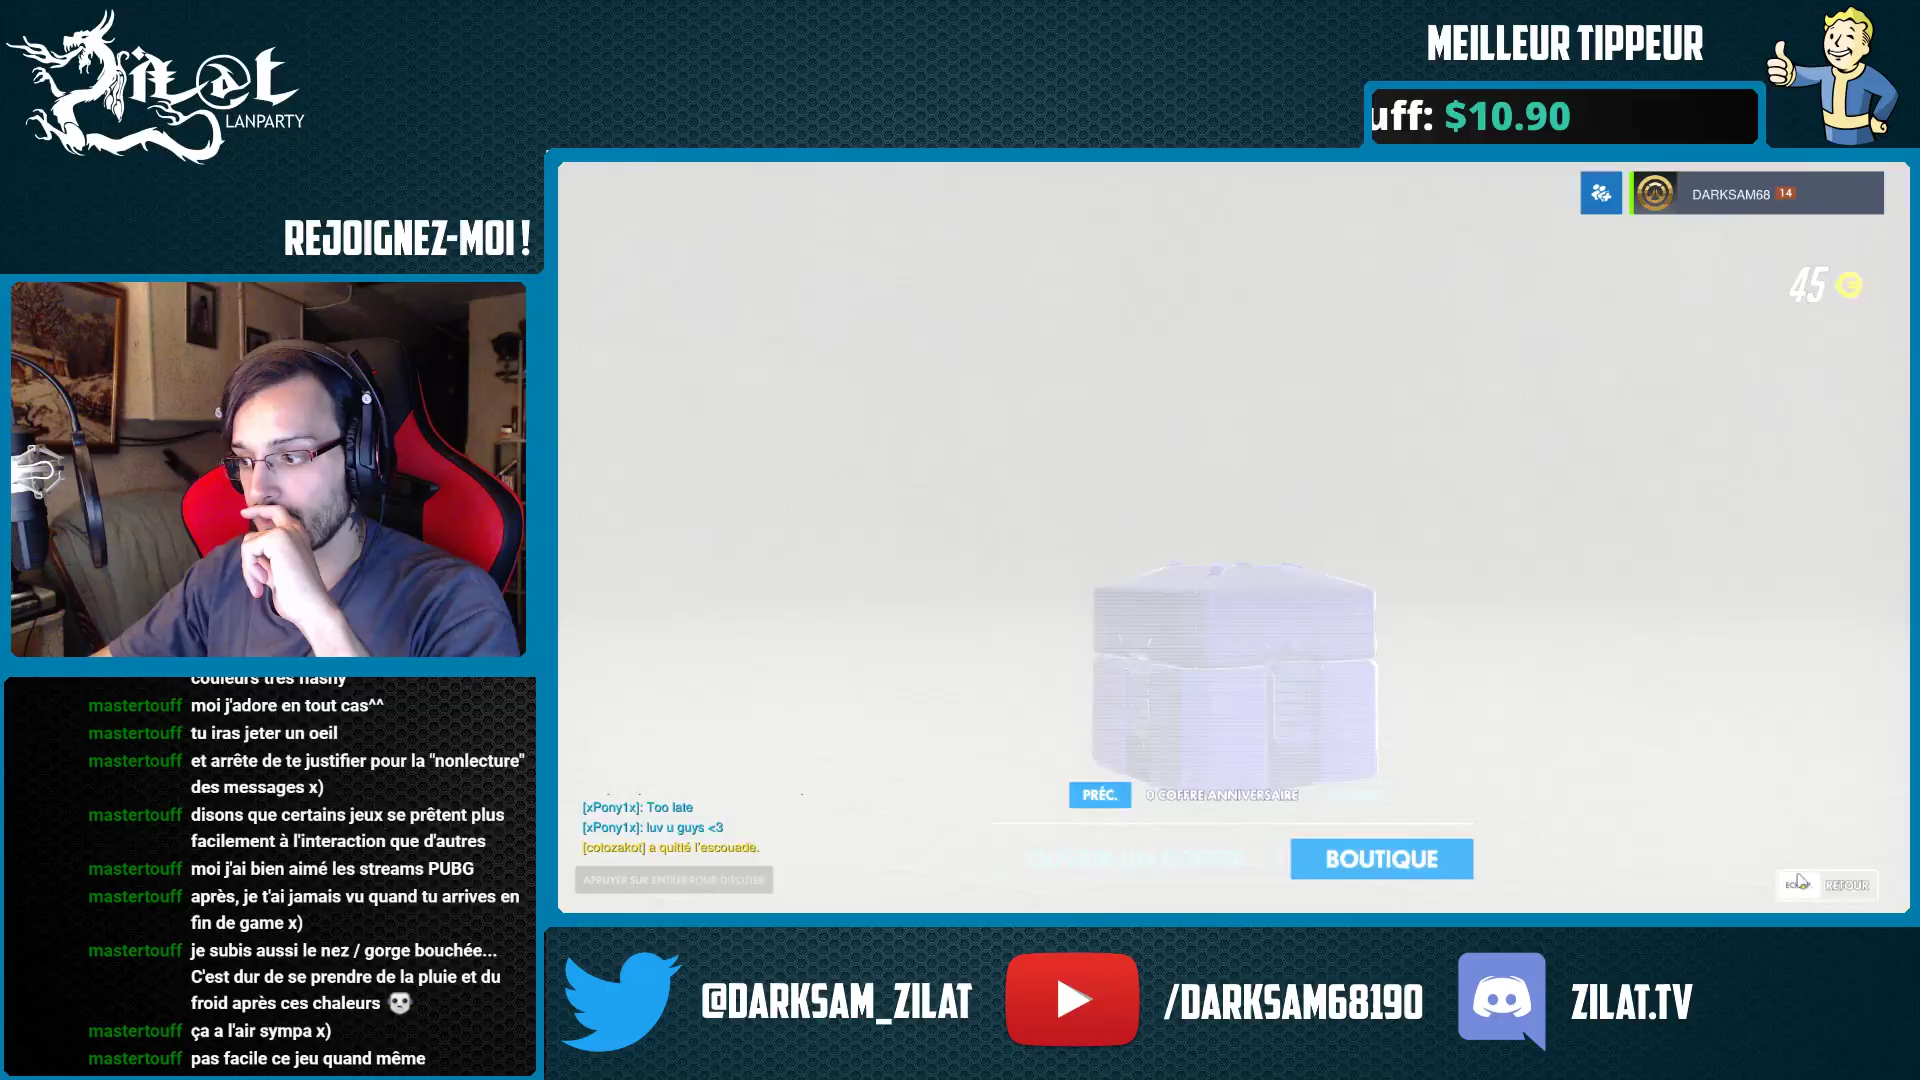 Zil@t
LANPARTY
MEILLEUR TIPPEUR
uff: $10.90
REJOIGNEZ-MOI !
DARKSAM68 14
45
couleurs très flashy
mastertouff moi j'adore en tout cas^^
mastertouff tu iras jeter un oeil
mastertouff et arrête de te justifier pour la "nonlecture"
des messages x)
mastertouff disons que certains jeux se prêtent plus
facilement à l'interaction que d'autres
mastertouff moi j'ai bien aimé les streams PUBG
mastertouff après, je t'ai jamais vu quand tu arrives en
fin de game x)
mastertouff je subis aussi le nez / gorge bouchée...
C'est dur de se prendre de la pluie et du
froid après ces chaleurs
mastertouff ça a l'air sympa x)
mastertouff pas facile ce jeu quand même
[xPony1x]: Too late
[xPony1x]: luv u guys <3
[cotozakot] a quitté l'escouade.
APPUYER SUR ENTRER POUR DISCUTER
PRÉC.
0 COFFRE ANNIVERSAIRE
BOUTIQUE
RETOUR
@DARKSAM_ZILAT
/DARKSAM68190
ZILAT.TV